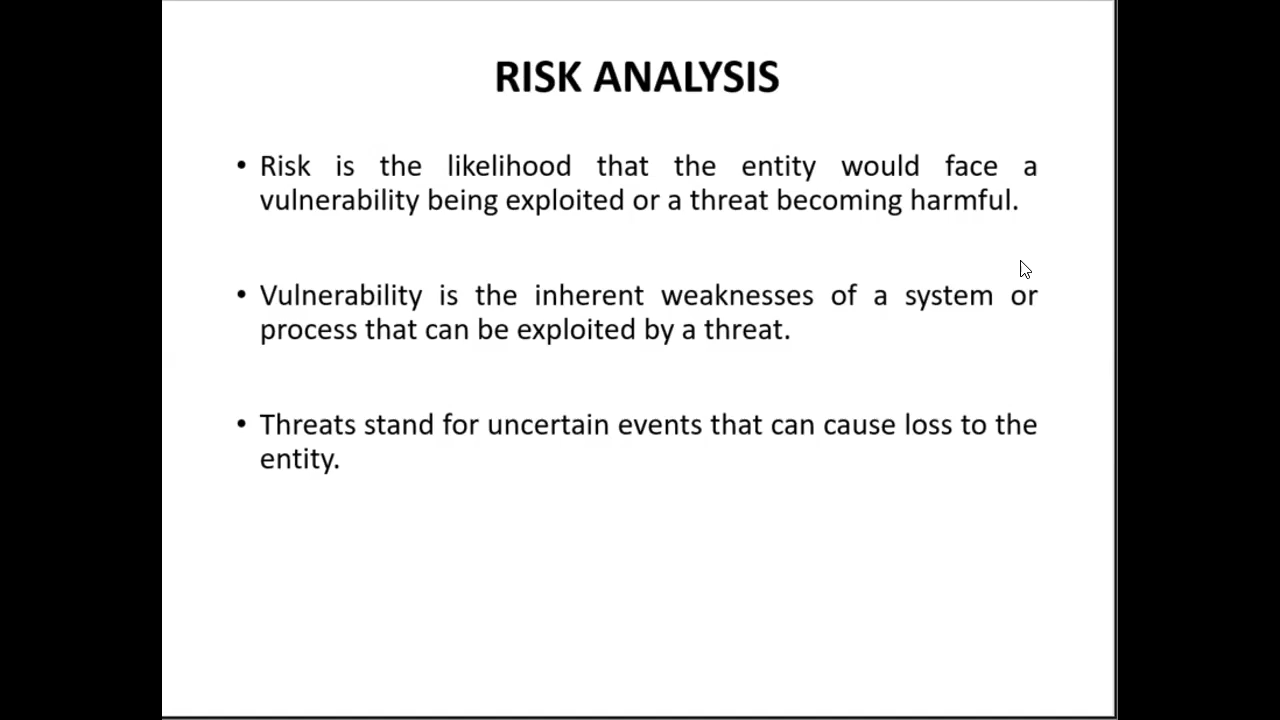 RISK ANALYSIS
• Risk is the likelihood that the entity would face a
vulnerability being exploited or a threat becoming harmful.
• Vulnerability is the inherent weaknesses of a system or
process that can be exploited by a threat.
• Threats stand for uncertain events that can cause loss to the
entity.